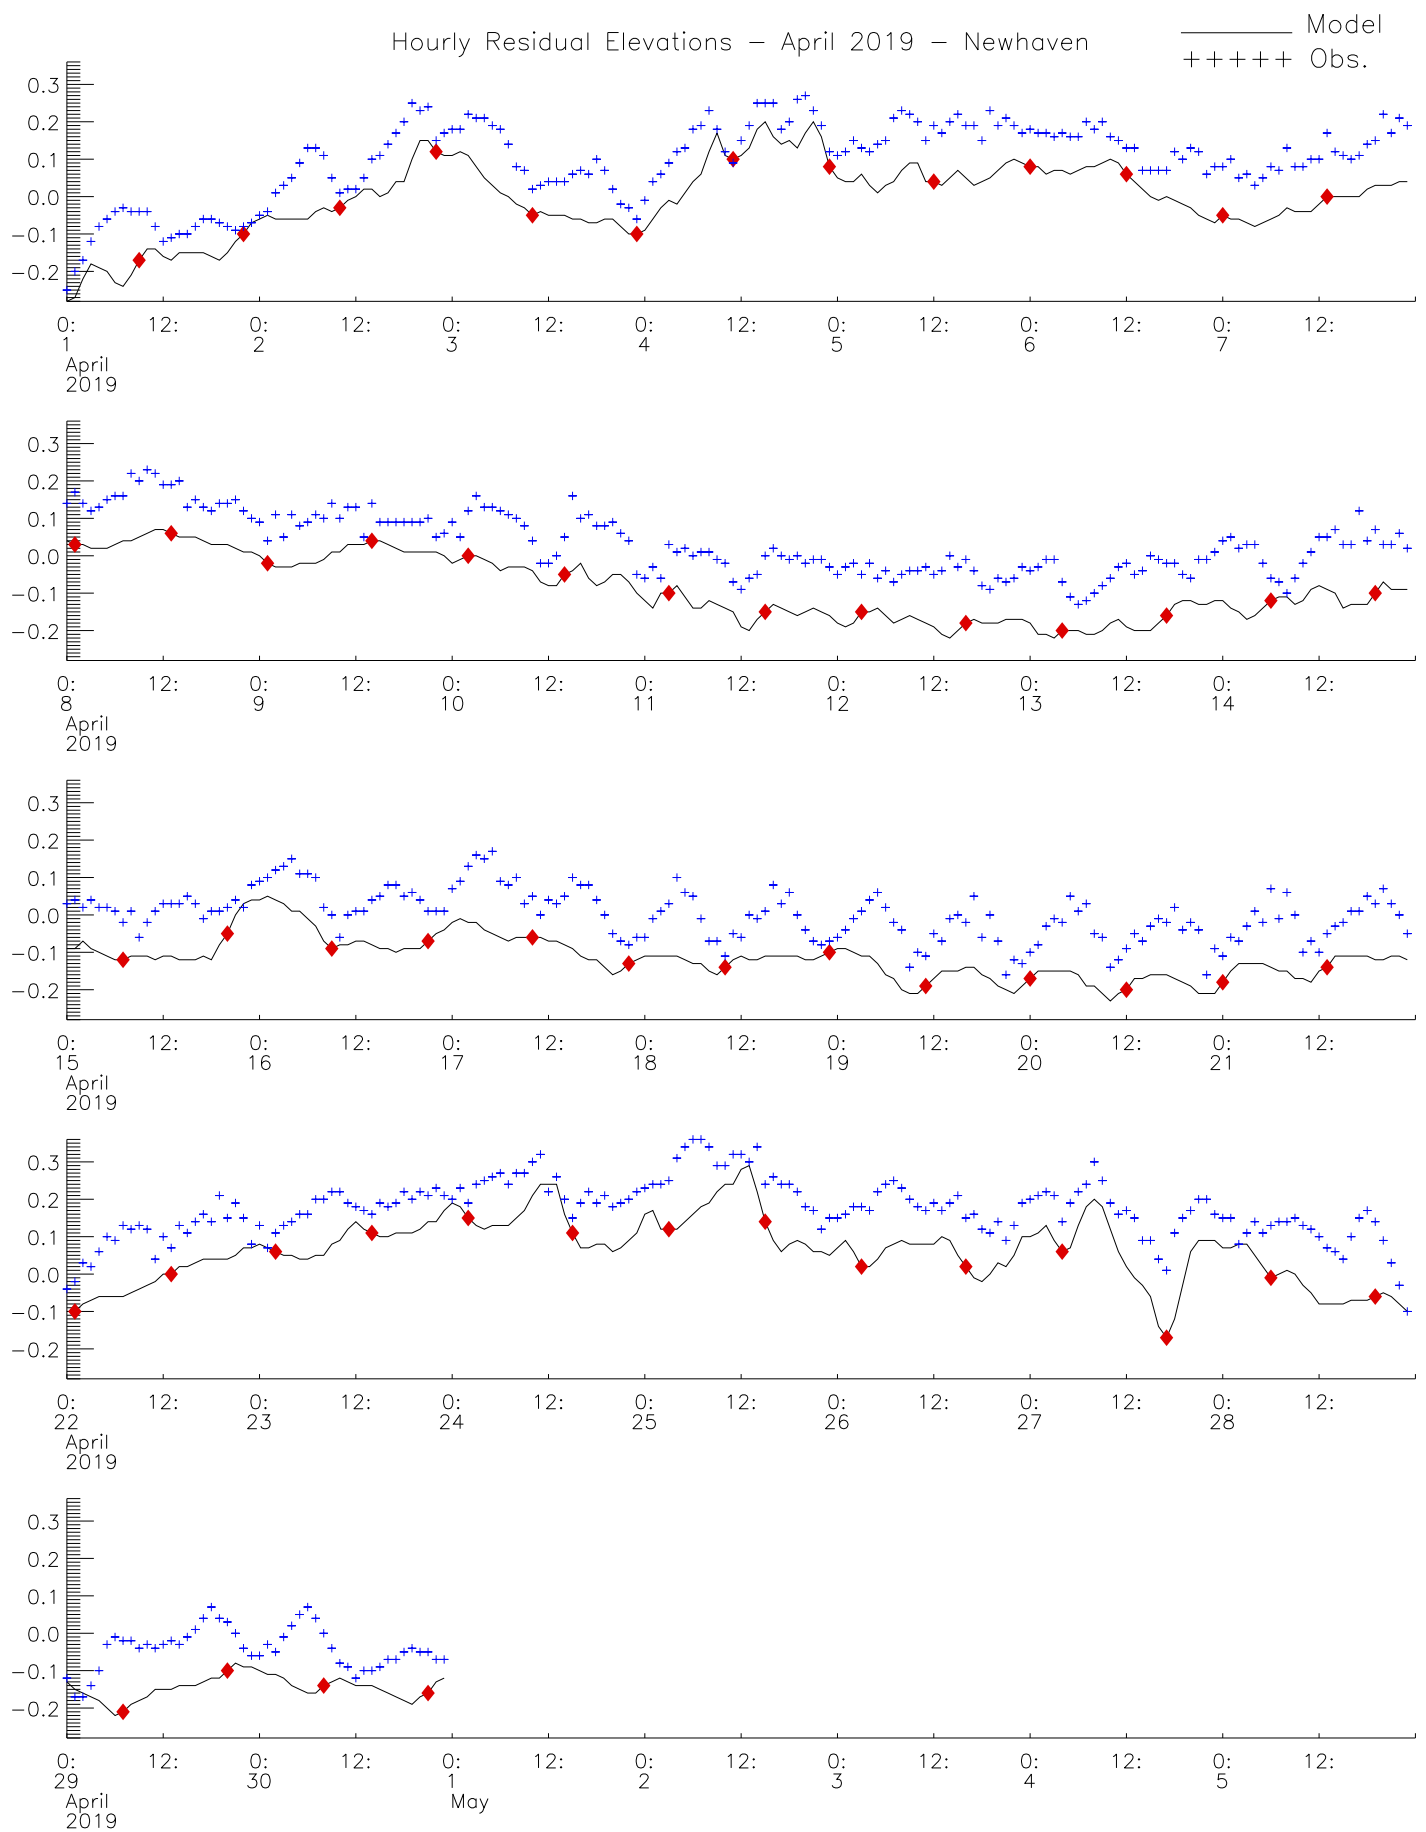 Hourly Residual Elevations – April 2019 – Newhaven
Model
+++++ Obs.
0.3
0.2
0.1
0.0
−0.1
−0.2
0: 12: 0: 12: 0: 12: 0: 12: 0: 12: 0: 12: 0: 12:
1 2 3 4 5 6 7
April
2019
0.3
0.2
0.1
0.0
−0.1
−0.2
0: 12: 0: 12: 0: 12: 0: 12: 0: 12: 0: 12: 0: 12:
8 9 10 11 12 13 14
April
2019
0.3
0.2
0.1
0.0
−0.1
−0.2
0: 12: 0: 12: 0: 12: 0: 12: 0: 12: 0: 12: 0: 12:
15 16 17 18 19 20 21
April
2019
0.3
0.2
0.1
0.0
−0.1
−0.2
0: 12: 0: 12: 0: 12: 0: 12: 0: 12: 0: 12: 0: 12:
22 23 24 25 26 27 28
April
2019
0.3
0.2
0.1
0.0
−0.1
−0.2
0: 12: 0: 12: 0: 12: 0: 12: 0: 12: 0: 12: 0: 12:
29 30 1 2 3 4 5
April May
2019